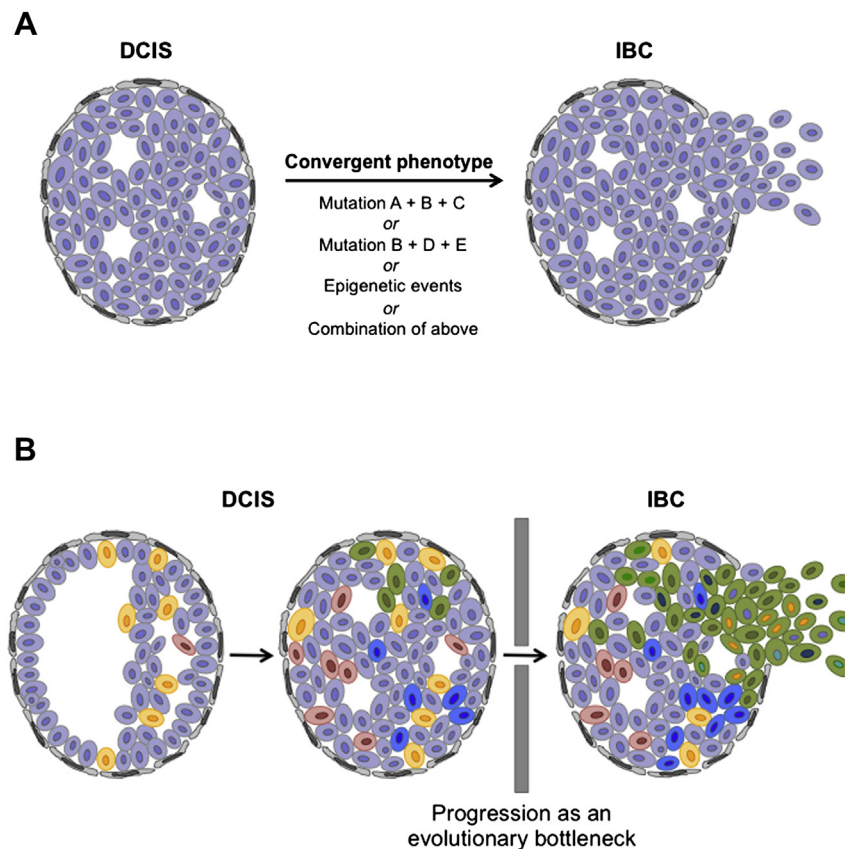 A
DCIS
IBC
Convergent phenotype
Mutation A + B + C
or
Mutation B + D + E
or
Epigenetic events
or
Combination of above
B
DCIS
IBC
Progression as an
evolutionary bottleneck